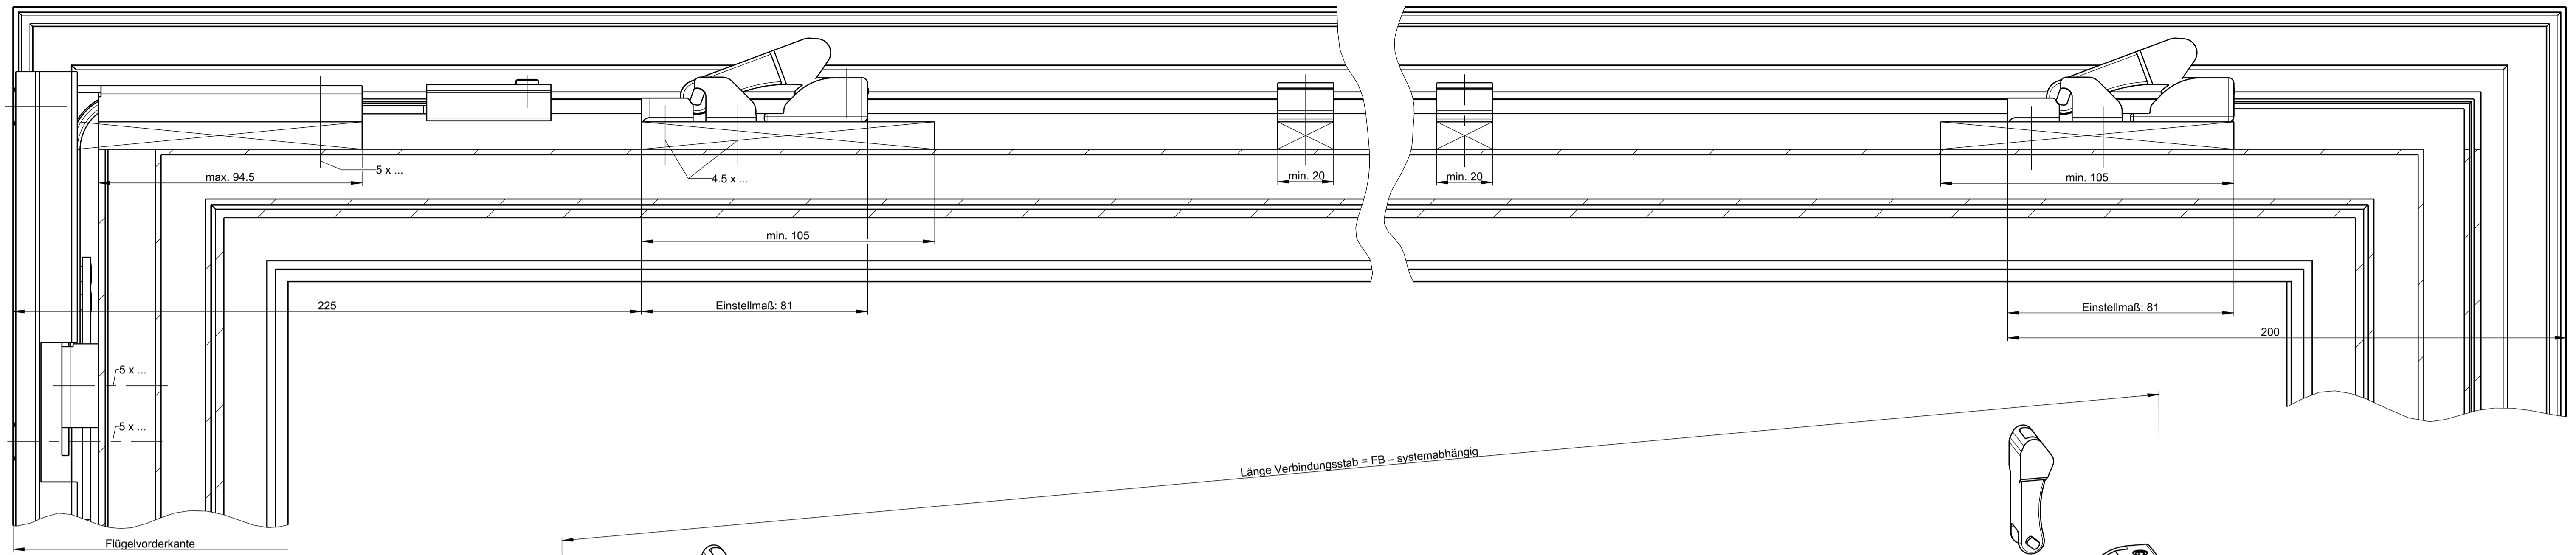 5 x ...
max. 94.5
4.5 x ...
min. 20
min. 20
min. 105
min. 105
225
Einstellmaß: 81
Einstellmaß: 81
200
5 x ...
5 x ...
Länge Verbindungsstab = FB – systemabhängig
Flügelvorderkante